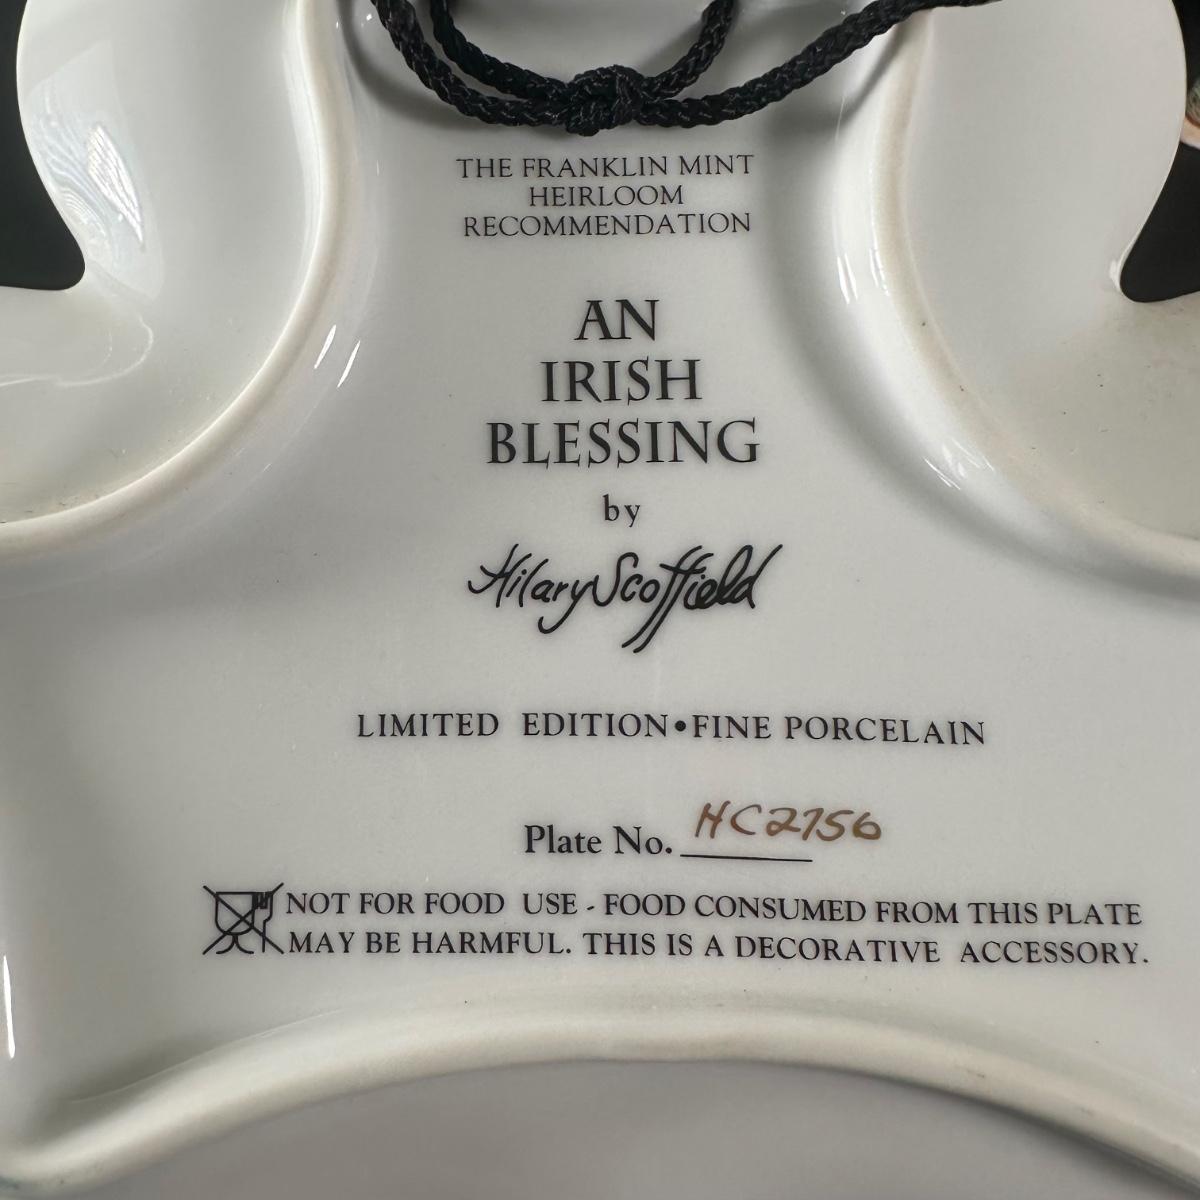 THE FRANKLIN MINT
HEIRLOOM
RECOMMENDATION
AN
IRISH
BLESSING
by
Hilary Scoffield
LIMITED EDITION•FINE PORCELAIN
Plate No. HC2756
NOT FOR FOOD USE - FOOD CONSUMED FROM THIS PLATE
MAY BE HARMFUL. THIS IS A DECORATIVE ACCESSORY.